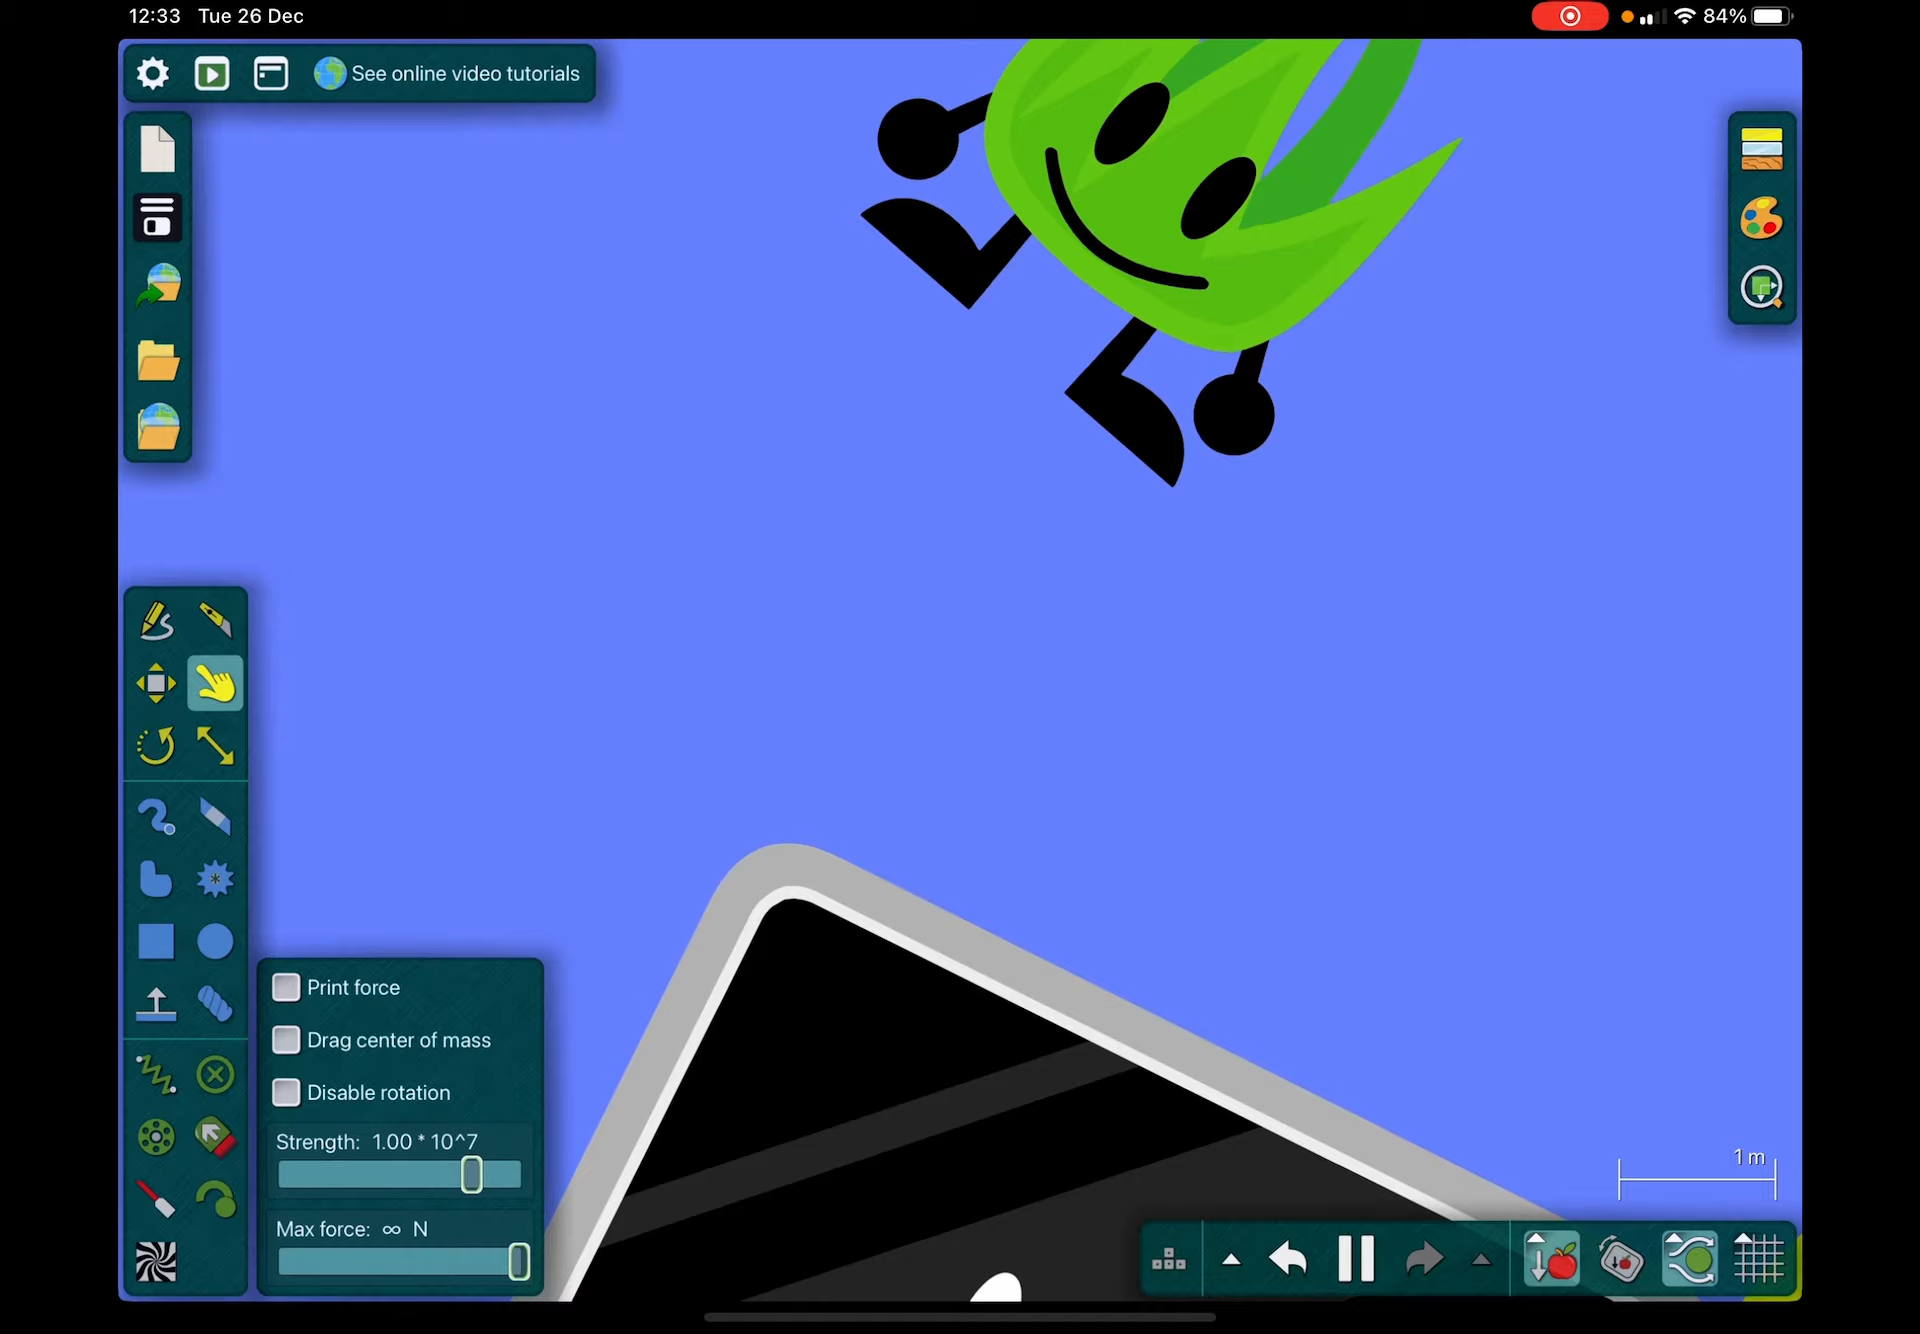 12:33 Tue 26 Dec
84%
See online video tutorials
Print force
Drag center of mass
Disable rotation
Strength: 1.00 * 10^7
Max force: ∞ N
1 m